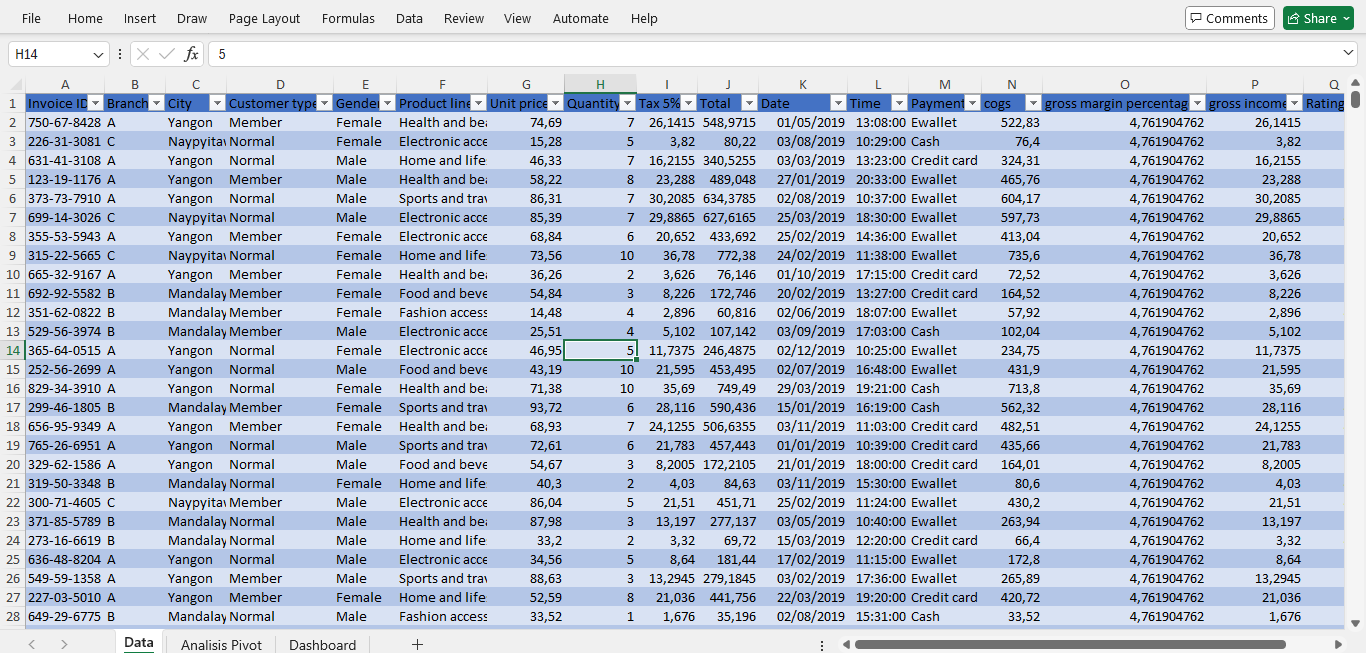 File Home Insert Draw Page Layout Formulas Data Review View Automate Help Comments Share
H14 fx 5
A B C D E F G H I J K L M N O P Q
1 Invoice ID Branch City Customer type Gender Product line Unit price Quantity Tax 5% Total Date Time Payment cogs gross margin percentag gross income Rating
2 750-67-8428 A Yangon Member Female Health and bea 74,69 7 26,1415 548,9715 01/05/2019 13:08:00 Ewallet 522,83 4,761904762 26,1415
3 226-31-3081 C Naypyitaw Normal Female Electronic acce 15,28 5 3,82 80,22 03/08/2019 10:29:00 Cash 76,4 4,761904762 3,82
4 631-41-3108 A Yangon Normal Male Home and life 46,33 7 16,2155 340,5255 03/03/2019 13:23:00 Credit card 324,31 4,761904762 16,2155
5 123-19-1176 A Yangon Member Male Health and bea 58,22 8 23,288 489,048 27/01/2019 20:33:00 Ewallet 465,76 4,761904762 23,288
6 373-73-7910 A Yangon Normal Male Sports and trav 86,31 7 30,2085 634,3785 02/08/2019 10:37:00 Ewallet 604,17 4,761904762 30,2085
7 699-14-3026 C Naypyitaw Normal Male Electronic acce 85,39 7 29,8865 627,6165 25/03/2019 18:30:00 Ewallet 597,73 4,761904762 29,8865
8 355-53-5943 A Yangon Member Female Electronic acce 68,84 6 20,652 433,692 25/02/2019 14:36:00 Ewallet 413,04 4,761904762 20,652
9 315-22-5665 C Naypyitaw Normal Female Home and life 73,56 10 36,78 772,38 24/02/2019 11:38:00 Ewallet 735,6 4,761904762 36,78
10 665-32-9167 A Yangon Member Female Health and bea 36,26 2 3,626 76,146 01/10/2019 17:15:00 Credit card 72,52 4,761904762 3,626
11 692-92-5582 B Mandalay Member Female Food and beve 54,84 3 8,226 172,746 20/02/2019 13:27:00 Credit card 164,52 4,761904762 8,226
12 351-62-0822 B Mandalay Member Female Fashion access 14,48 4 2,896 60,816 02/06/2019 18:07:00 Ewallet 57,92 4,761904762 2,896
13 529-56-3974 B Mandalay Member Male Electronic acce 25,51 4 5,102 107,142 03/09/2019 17:03:00 Cash 102,04 4,761904762 5,102
14 365-64-0515 A Yangon Normal Female Electronic acce 46,95 5 11,7375 246,4875 02/12/2019 10:25:00 Ewallet 234,75 4,761904762 11,7375
15 252-56-2699 A Yangon Normal Male Food and beve 43,19 10 21,595 453,495 02/07/2019 16:48:00 Ewallet 431,9 4,761904762 21,595
16 829-34-3910 A Yangon Normal Female Health and bea 71,38 10 35,69 749,49 29/03/2019 19:21:00 Cash 713,8 4,761904762 35,69
17 299-46-1805 B Mandalay Member Female Sports and trav 93,72 6 28,116 590,436 15/01/2019 16:19:00 Cash 562,32 4,761904762 28,116
18 656-95-9349 A Yangon Member Female Health and bea 68,93 7 24,1255 506,6355 03/11/2019 11:03:00 Credit card 482,51 4,761904762 24,1255
19 765-26-6951 A Yangon Normal Male Sports and trav 72,61 6 21,783 457,443 01/01/2019 10:39:00 Credit card 435,66 4,761904762 21,783
20 329-62-1586 A Yangon Normal Male Food and beve 54,67 3 8,2005 172,2105 21/01/2019 18:00:00 Credit card 164,01 4,761904762 8,2005
21 319-50-3348 B Mandalay Normal Female Home and life 40,3 2 4,03 84,63 03/11/2019 15:30:00 Ewallet 80,6 4,761904762 4,03
22 300-71-4605 C Naypyitaw Member Male Electronic acce 86,04 5 21,51 451,71 25/02/2019 11:24:00 Ewallet 430,2 4,761904762 21,51
23 371-85-5789 B Mandalay Normal Male Health and bea 87,98 3 13,197 277,137 03/05/2019 10:40:00 Ewallet 263,94 4,761904762 13,197
24 273-16-6619 B Mandalay Normal Male Home and life 33,2 2 3,32 69,72 15/03/2019 12:20:00 Credit card 66,4 4,761904762 3,32
25 636-48-8204 A Yangon Normal Male Electronic acce 34,56 5 8,64 181,44 17/02/2019 11:15:00 Ewallet 172,8 4,761904762 8,64
26 549-59-1358 A Yangon Member Male Sports and trav 88,63 3 13,2945 279,1845 03/02/2019 17:36:00 Ewallet 265,89 4,761904762 13,2945
27 227-03-5010 A Yangon Member Female Home and life 52,59 8 21,036 441,756 22/03/2019 19:20:00 Credit card 420,72 4,761904762 21,036
28 649-29-6775 B Mandalay Normal Male Fashion access 33,52 1 1,676 35,196 02/08/2019 15:31:00 Cash 33,52 4,761904762 1,676
Data Analisis Pivot Dashboard